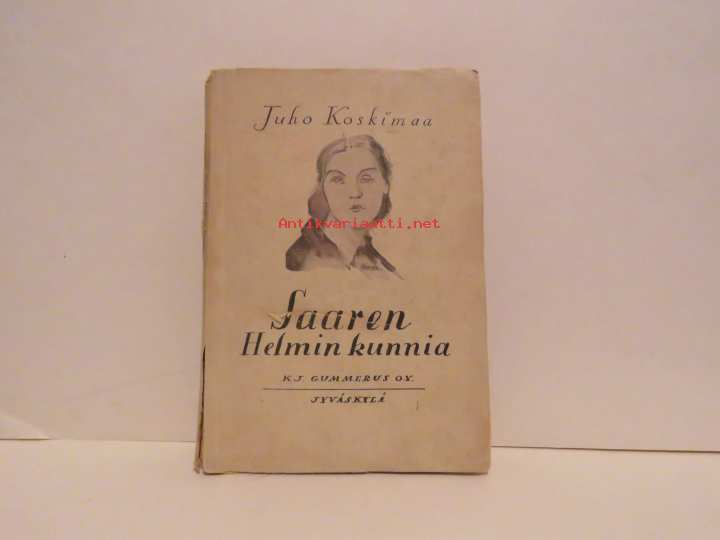 Juho Koskimaa
Antikvariaatti.net
Saaren
Helmin kunnia
K.J. GUMMERUS OY.
JYVÄSKYLÄ